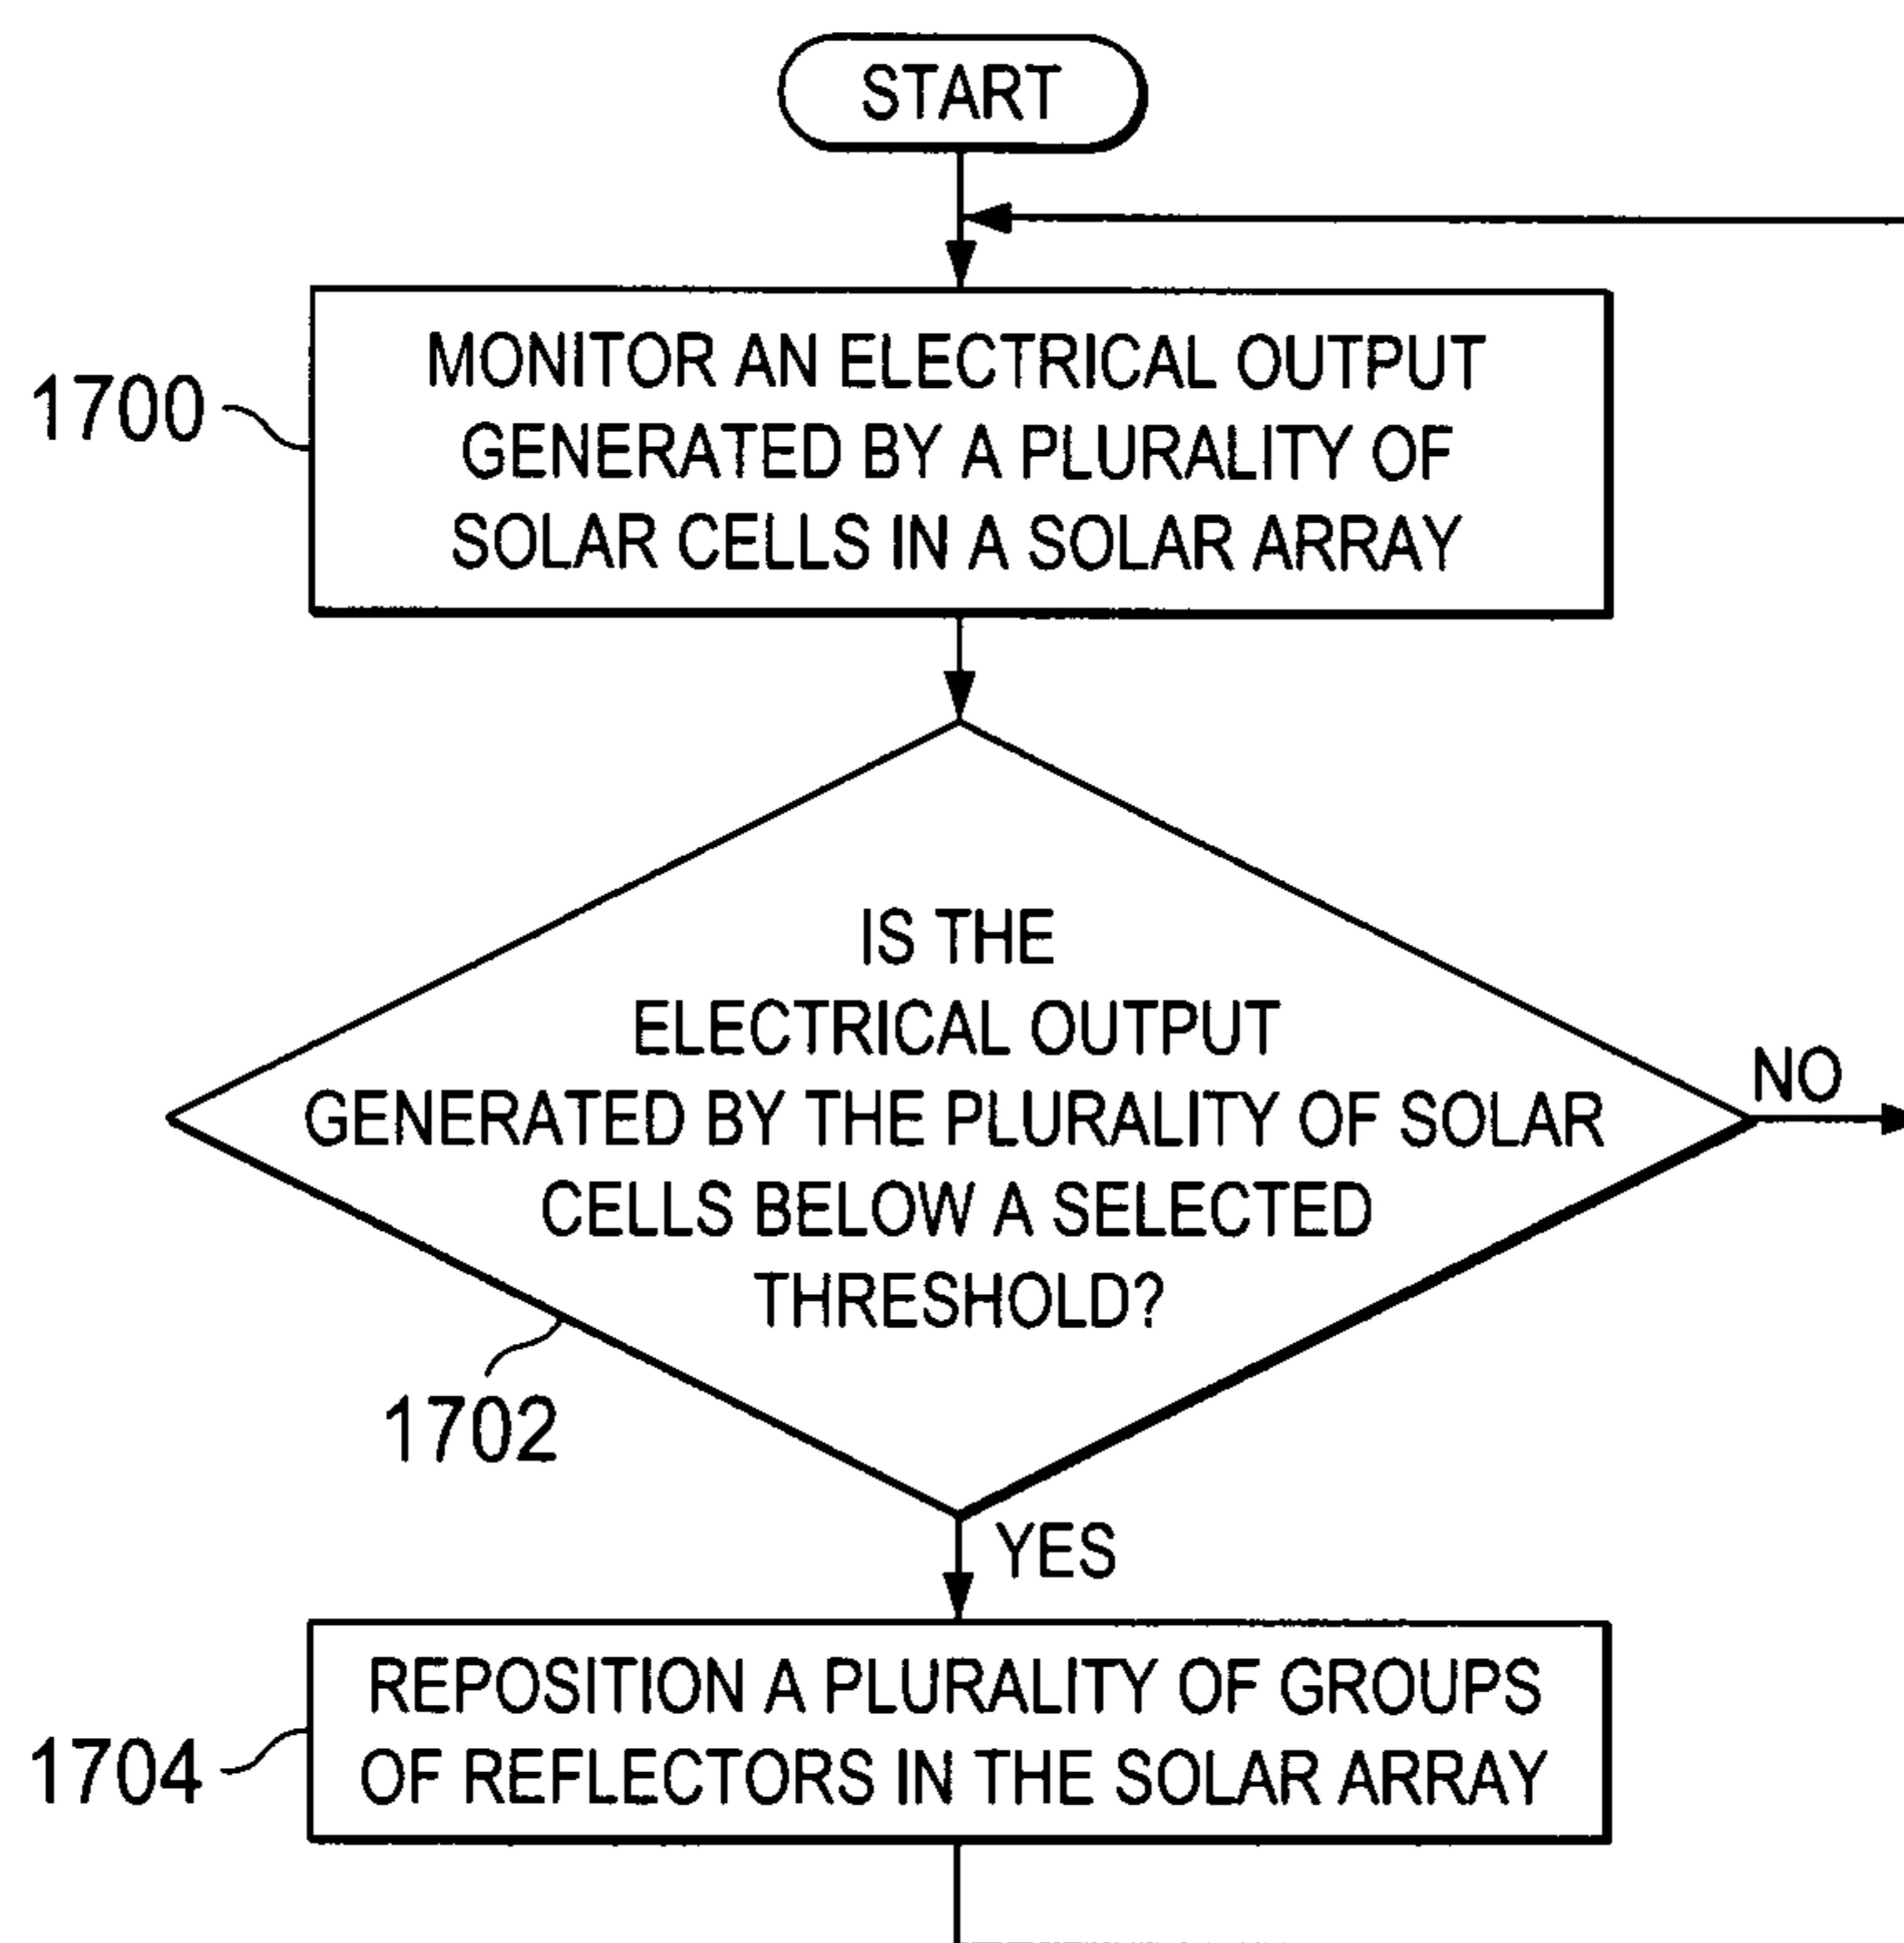 START
1700
MONITOR AN ELECTRICAL OUTPUT
GENERATED BY A PLURALITY OF
SOLAR CELLS IN A SOLAR ARRAY
IS THE
ELECTRICAL OUTPUT
GENERATED BY THE PLURALITY OF SOLAR
CELLS BELOW A SELECTED
THRESHOLD?
NO
1702
YES
1704
REPOSITION A PLURALITY OF GROUPS
OF REFLECTORS IN THE SOLAR ARRAY